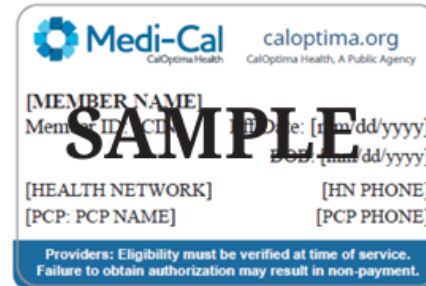 Medi-Cal
CalOptima Health
caloptima.org
CalOptima Health, A Public Agency
[MEMBER NAME]
Member ID: Date: [mm/dd/yyyy]
SAMPLE
DOB: [mm/dd/yyyy]
[HEALTH NETWORK] [HN PHONE]
[PCP: PCP NAME] [PCP PHONE]
Providers: Eligibility must be verified at time of service.
Failure to obtain authorization may result in non-payment.